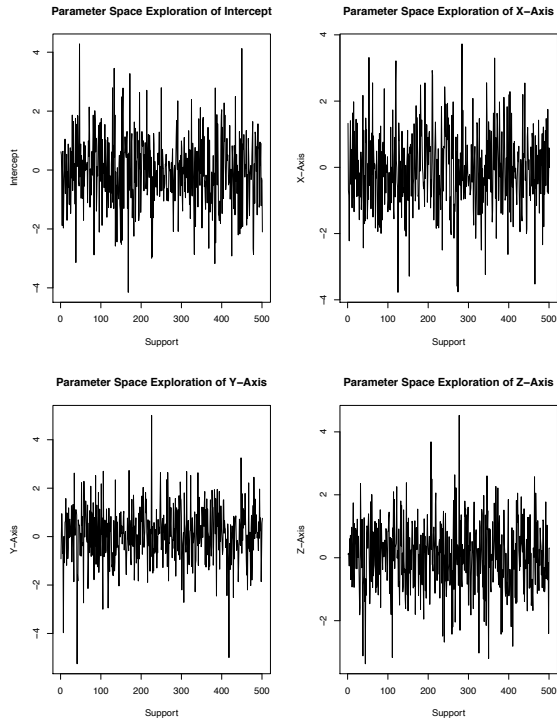 Parameter Space Exploration of Intercept
4
2
0
−2
−4
Intercept
0 100 200 300 400 500
Support
Parameter Space Exploration of X−Axis
4
2
0
−2
−4
X−Axis
0 100 200 300 400 500
Support
Parameter Space Exploration of Y−Axis
4
2
0
−2
−4
Y−Axis
0 100 200 300 400 500
Support
Parameter Space Exploration of Z−Axis
4
2
0
−2
Z−Axis
0 100 200 300 400 500
Support